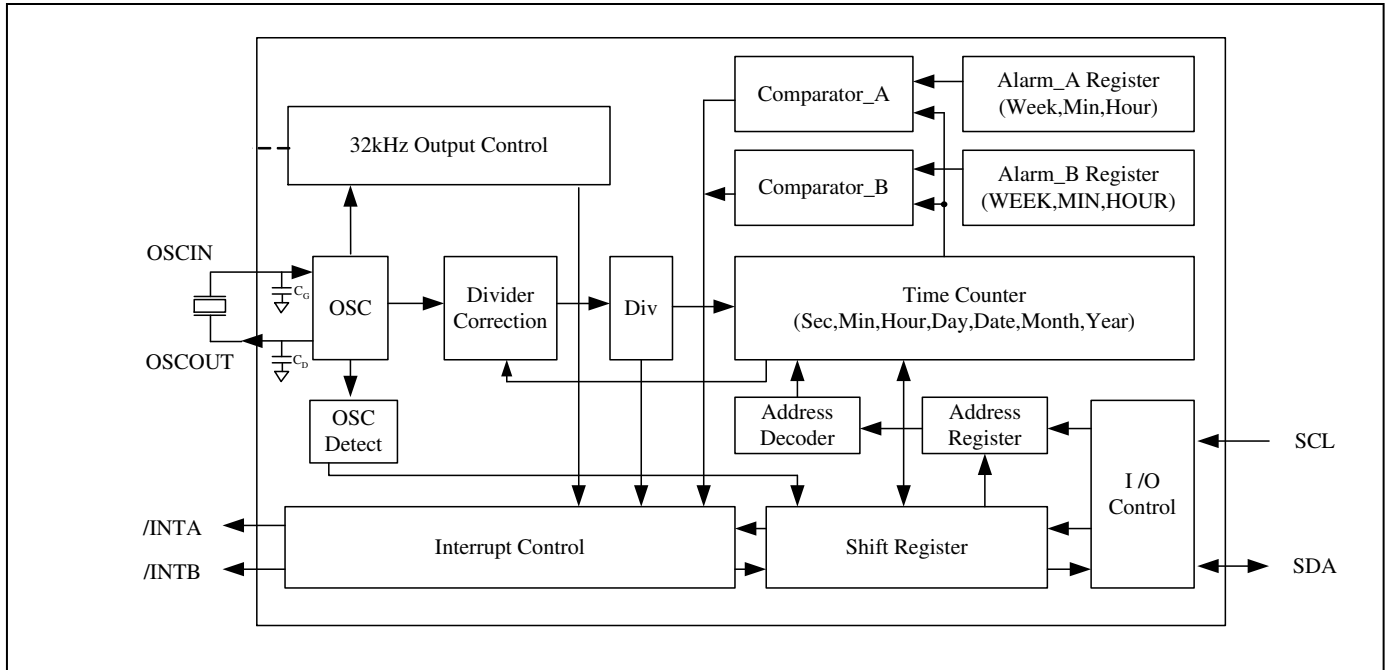 Comparator_A
Alarm_A Register
(Week,Min,Hour)
32kHz Output Control
Comparator_B
Alarm_B Register
(WEEK,MIN,HOUR)
OSCIN
CG
OSC
Divider
Correction
Div
Time Counter
(Sec,Min,Hour,Day,Date,Month,Year)
OSCOUT
CD
OSC
Detect
Address
Decoder
Address
Register
I /O
Control
SCL
/INTA
Interrupt Control
Shift Register
/INTB
SDA